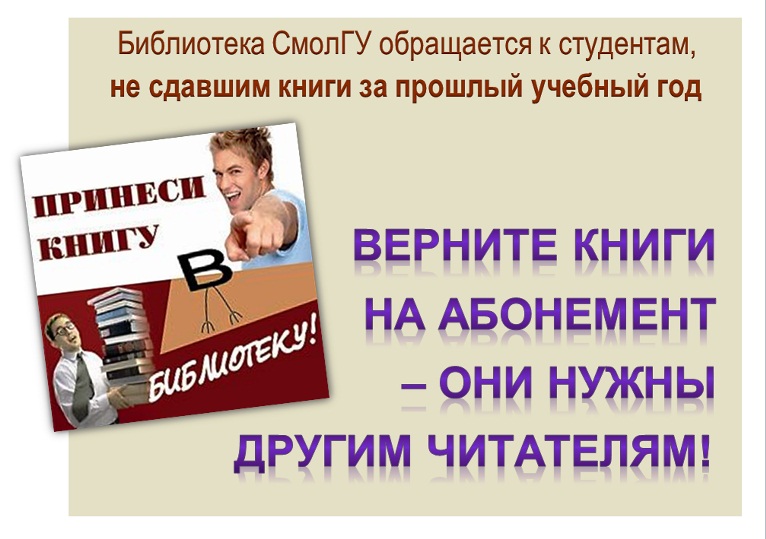 Библиотека СмолГУ обращается к студентам,
не сдавшим книги за прошлый учебный год
ПРИНЕСИ
КНИГУ
В
БИБЛИОТЕКУ!
ВЕРНИТЕ КНИГИ
НА АБОНЕМЕНТ
– ОНИ НУЖНЫ
ДРУГИМ ЧИТАТЕЛЯМ!